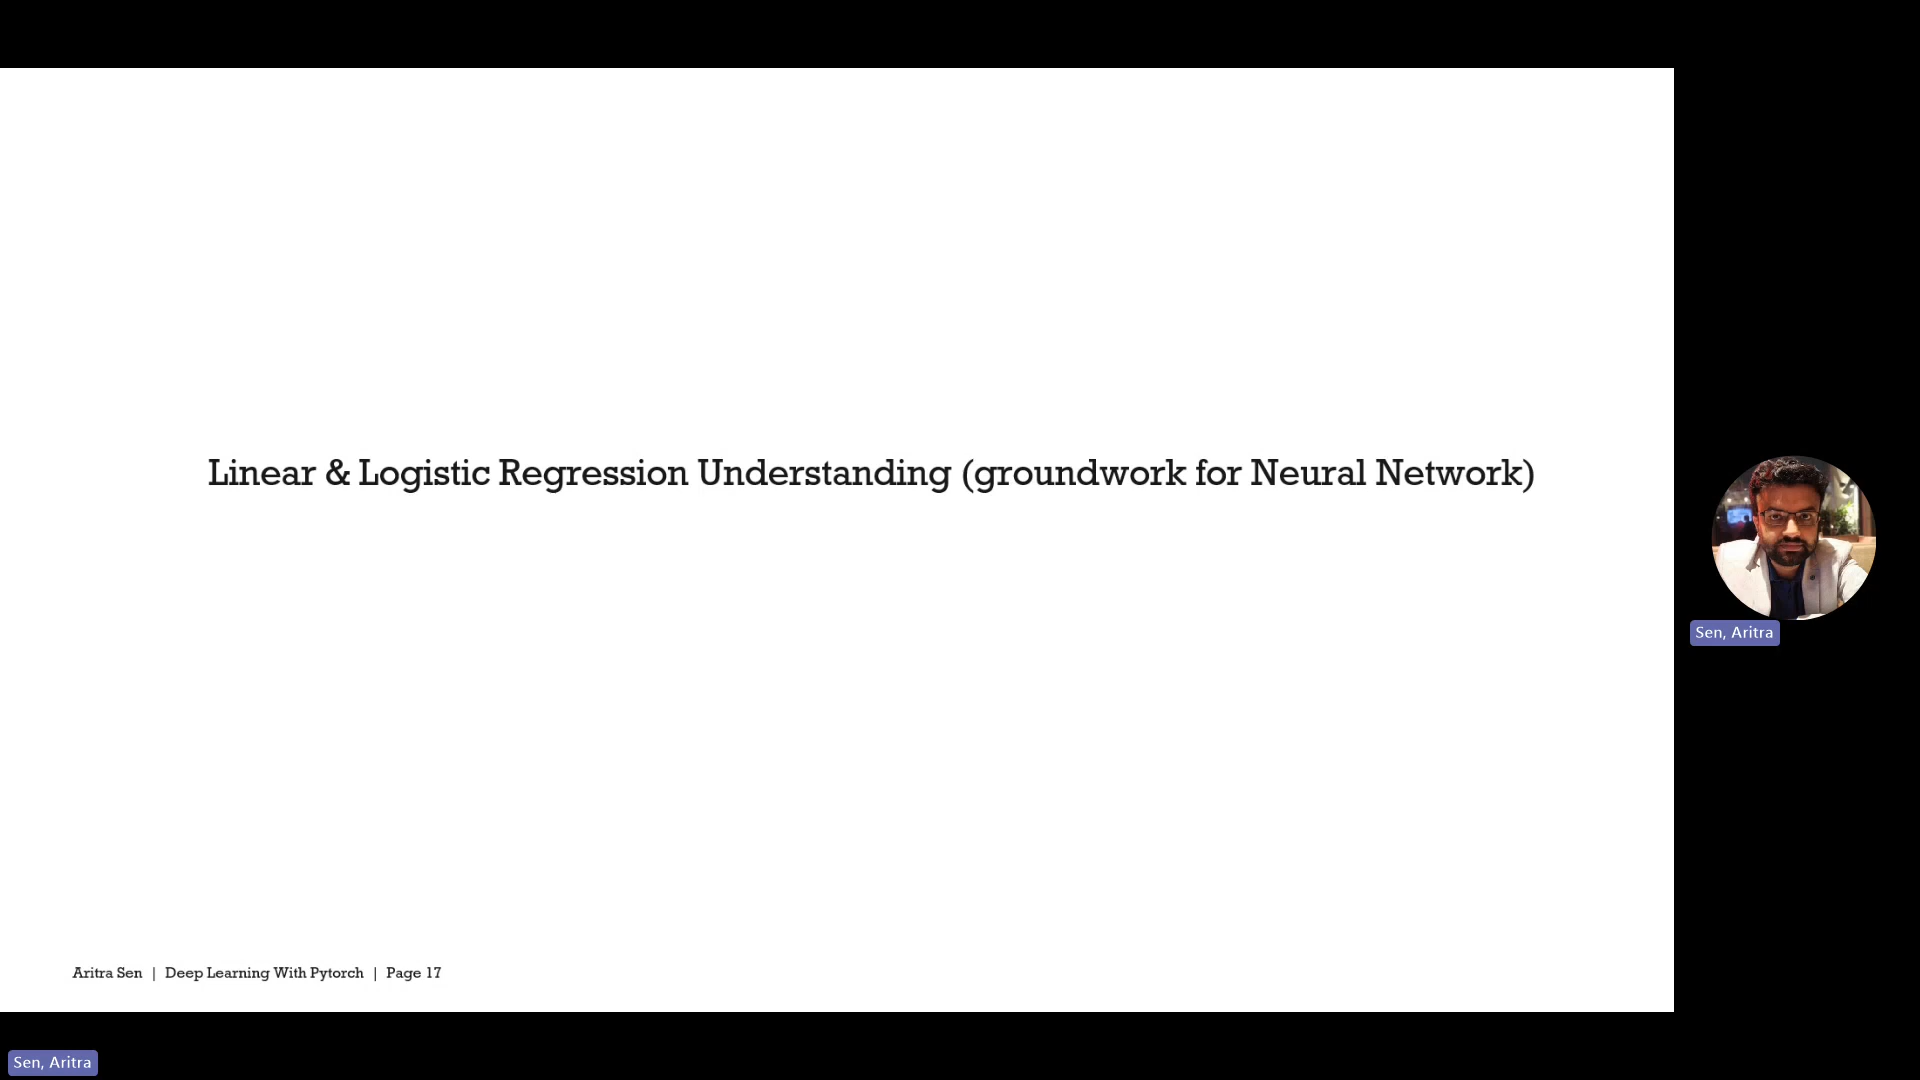 Linear & Logistic Regression Understanding (groundwork for Neural Network)
Sen, Aritra
Aritra Sen | Deep Learning With Pytorch | Page 17
Sen, Aritra